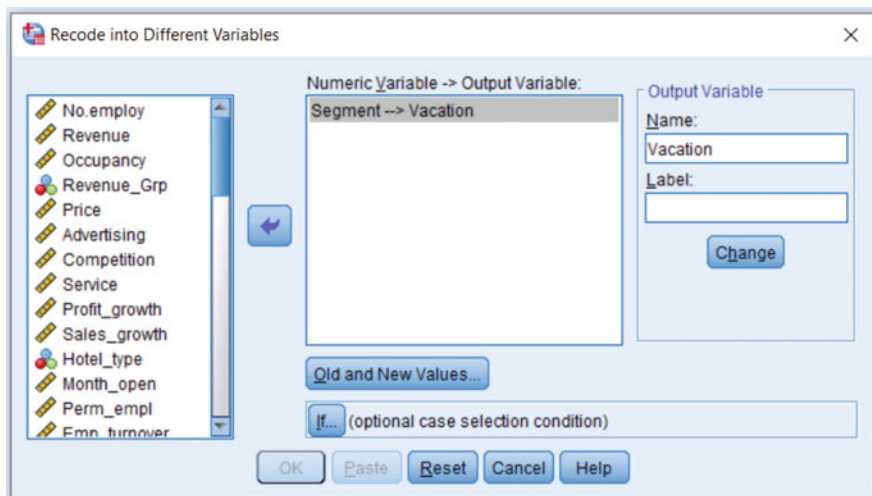 Recode into Different Variables
No.employ
Revenue
Occupancy
Revenue_Grp
Price
Advertising
Competition
Service
Profit_growth
Sales_growth
Hotel_type
Month_open
Perm_empl
Emp_turnover
Numeric Variable -> Output Variable:
Segment --> Vacation
Old and New Values...
If... (optional case selection condition)
Output Variable
Name:
Vacation
Label:
Change
OK Paste Reset Cancel Help